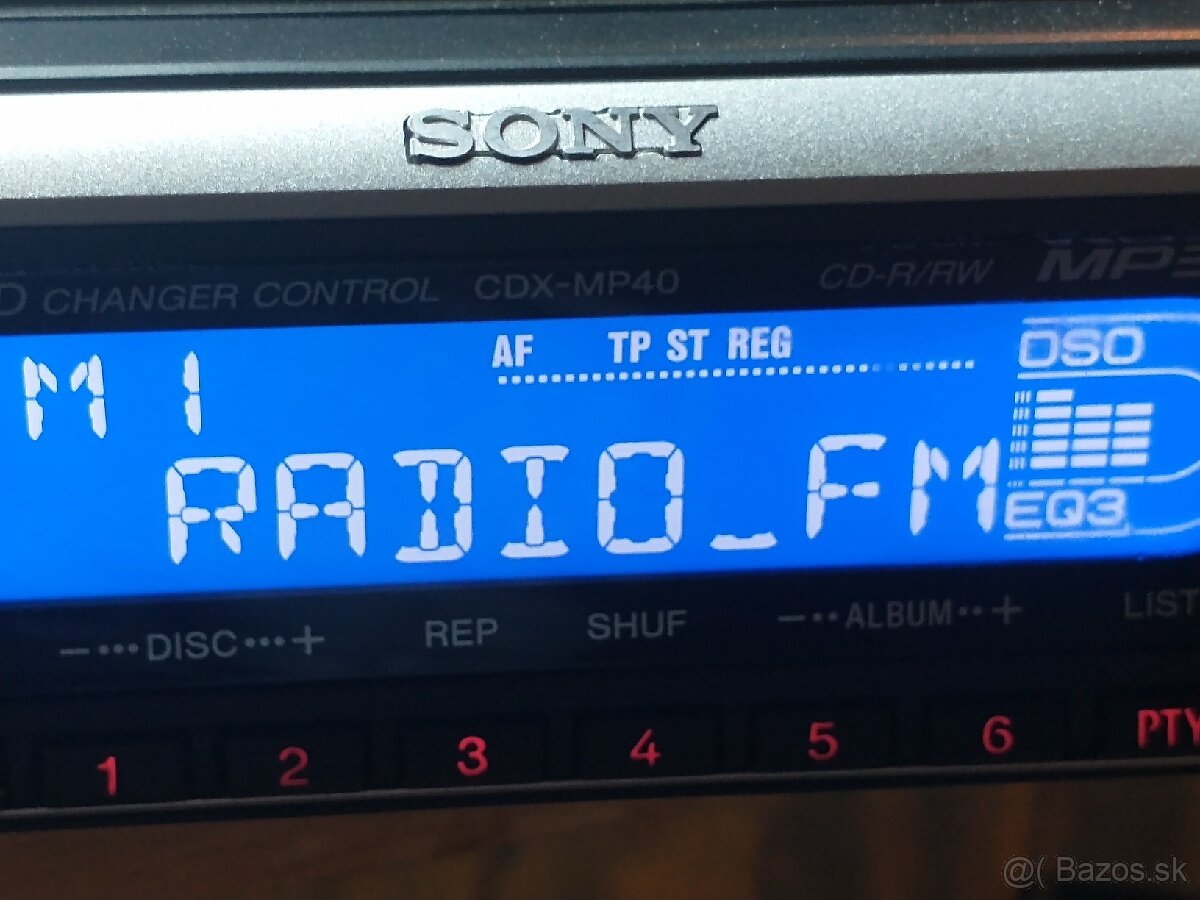 SONY
CHANGER CONTROL CDX-MP40 CD-R/RW MP3
AF TP ST REG DSO
M 1
RADIO_FM
EQ3
−···DISC···+ REP SHUF −··ALBUM··+ LIST
1 2 3 4 5 6 PTY
@( Bazos.sk